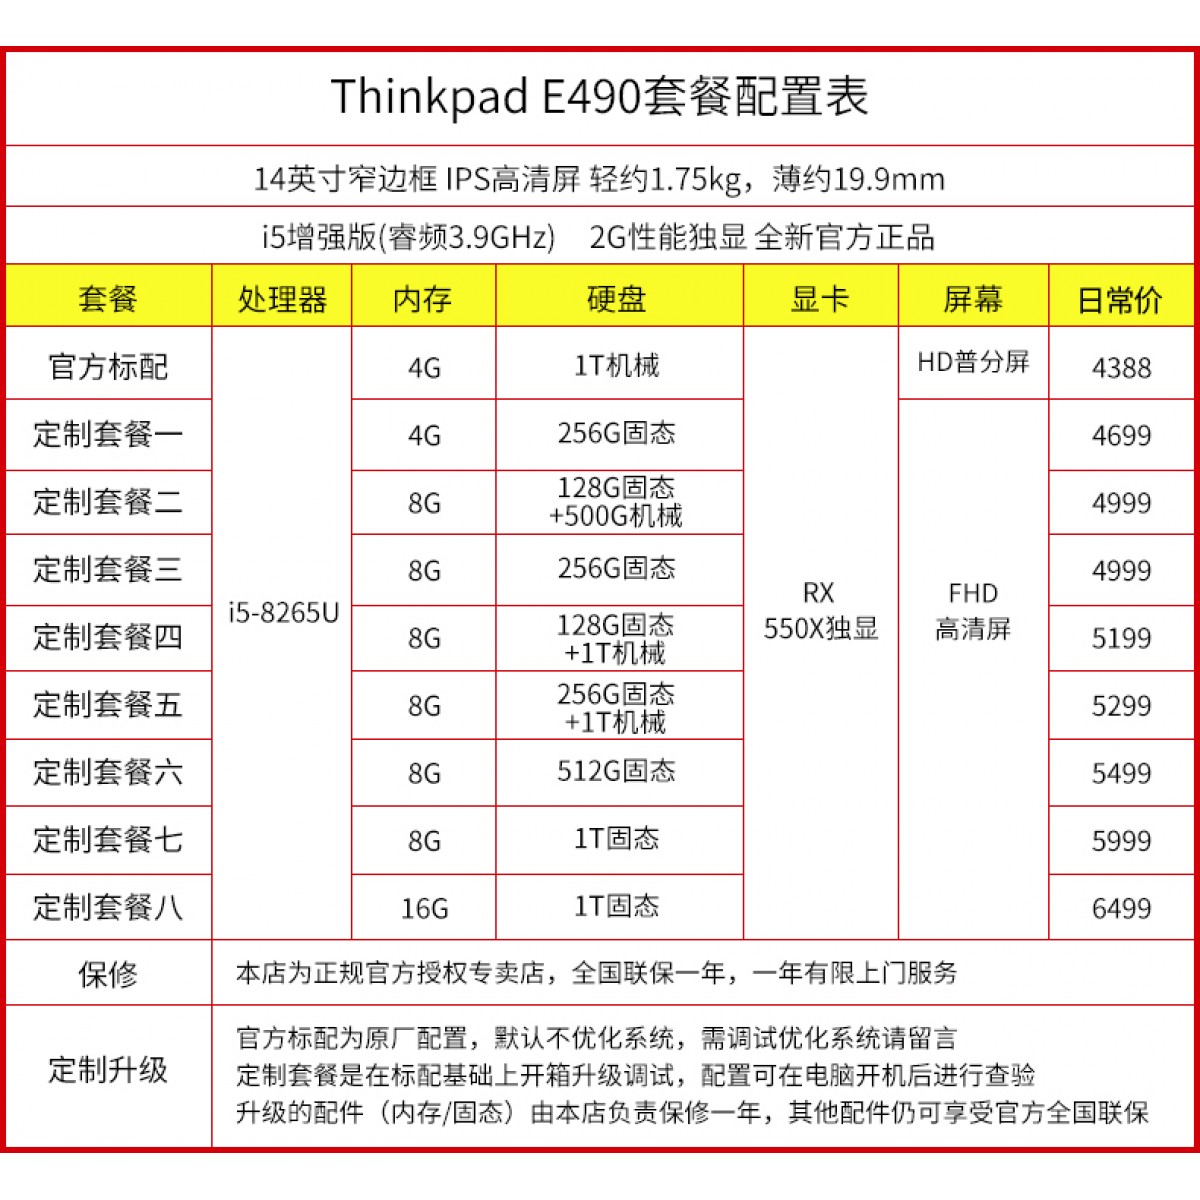 Thinkpad E490套餐配置表
14英寸窄边框 IPS高清屏 轻约1.75kg，薄约19.9mm
i5增强版(睿频3.9GHz) 2G性能独显 全新官方正品
套餐 处理器 内存 硬盘 显卡 屏幕 日常价
官方标配 4G 1T机械 HD普分屏 4388
定制套餐一 4G 256G固态 4699
定制套餐二 8G 128G固态 4999
+500G机械
定制套餐三 8G 256G固态 4999
i5-8265U
RX
550X独显
FHD
高清屏
定制套餐四 8G 128G固态 5199
+1T机械
定制套餐五 8G 256G固态 5299
+1T机械
定制套餐六 8G 512G固态 5499
定制套餐七 8G 1T固态 5999
定制套餐八 16G 1T固态 6499
保修 本店为正规官方授权专卖店，全国联保一年，一年有限上门服务
定制升级
官方标配为原厂配置，默认不优化系统，需调试优化系统请留言
定制套餐是在标配基础上开箱升级调试，配置可在电脑开机后进行查验
升级的配件（内存/固态）由本店负责保修一年，其他配件仍可享受官方全国联保